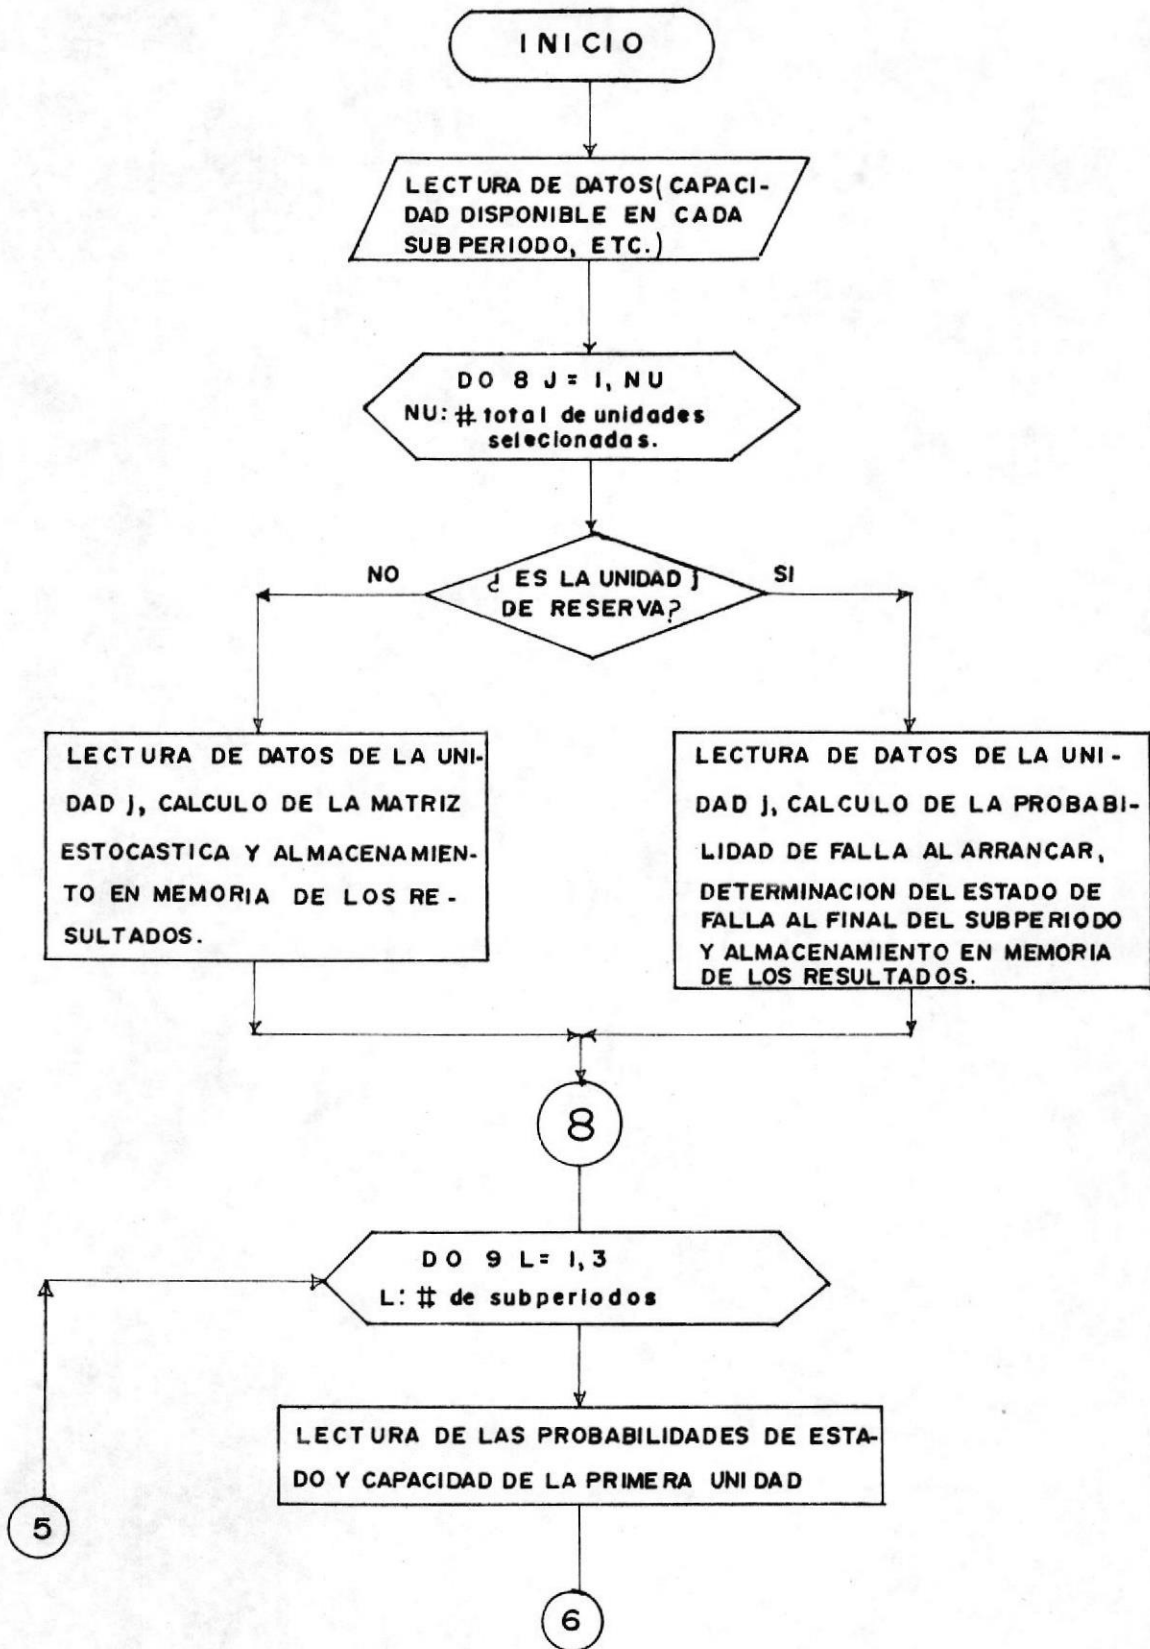 INICIO
LECTURA DE DATOS(CAPACI-
DAD DISPONIBLE EN CADA
SUB PERIODO, ETC.)
DO 8 J = 1, NU
NU: # total de unidades
selecionadas.
NO
¿ ES LA UNIDAD j
DE RESERVA?
SI
LECTURA DE DATOS DE LA UNI-
DAD j, CALCULO DE LA MATRIZ
ESTOCASTICA Y ALMACENAMIEN-
TO EN MEMORIA DE LOS RE-
SULTADOS.
LECTURA DE DATOS DE LA UNI-
DAD j, CALCULO DE LA PROBABI-
LIDAD DE FALLA AL ARRANCAR,
DETERMINACION DEL ESTADO DE
FALLA AL FINAL DEL SUBPERIODO
Y ALMACENAMIENTO EN MEMORIA
DE LOS RESULTADOS.
8
DO 9 L= 1,3
L: # de subperiodos
LECTURA DE LAS PROBABILIDADES DE ESTA-
DO Y CAPACIDAD DE LA PRIMERA UNIDAD
5
6